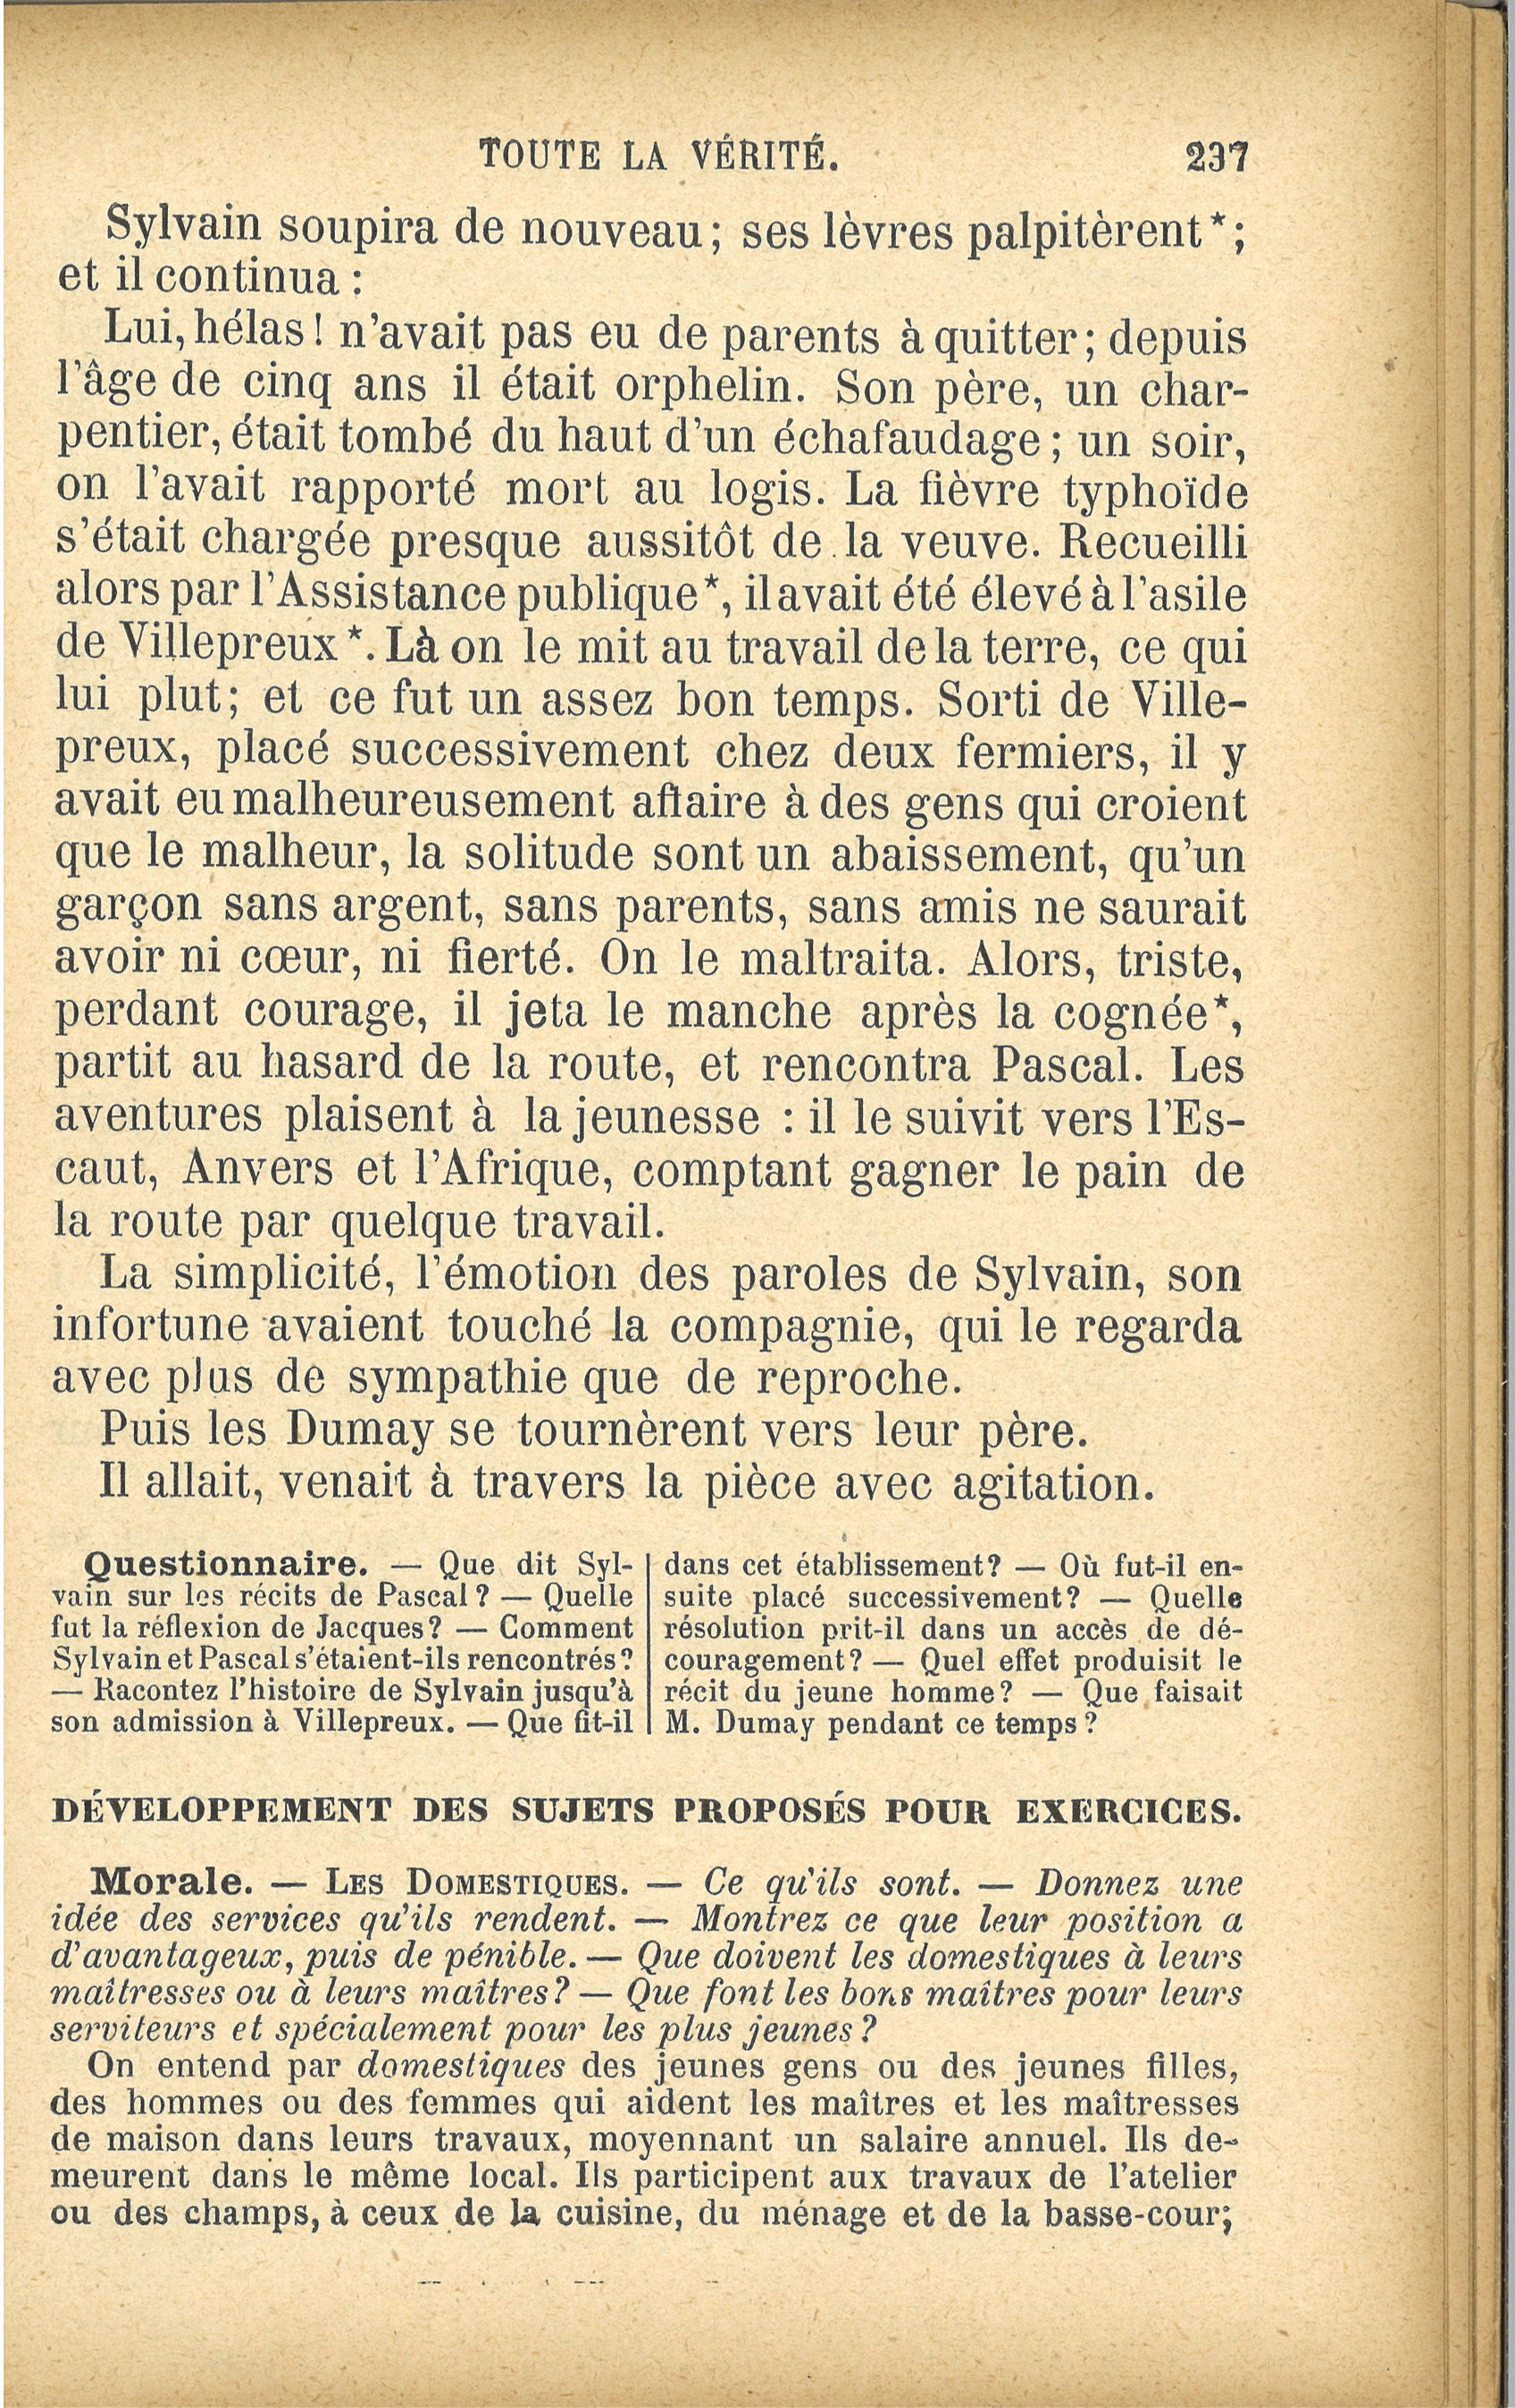 TOUTE LA VÉRITÉ. 237
Sylvain soupira de nouveau; ses lèvres palpitèrent*;
et il continua :
Lui, hélas! n'avait pas eu de parents à quitter; depuis
l'âge de cinq ans il était orphelin. Son père, un char-
pentier, était tombé du haut d'un échafaudage; un soir,
on l'avait rapporté mort au logis. La fièvre typhoïde
s'était chargée presque aussitôt de la veuve. Recueilli
alors par l'Assistance publique*, il avait été élevé à l'asile
de Villepreux*. Là on le mit au travail de la terre, ce qui
lui plut; et ce fut un assez bon temps. Sorti de Ville-
preux, placé successivement chez deux fermiers, il y
avait eu malheureusement affaire à des gens qui croient
que le malheur, la solitude sont un abaissement, qu'un
garçon sans argent, sans parents, sans amis ne saurait
avoir ni cœur, ni fierté. On le maltraita. Alors, triste,
perdant courage, il jeta le manche après la cognée*,
partit au hasard de la route, et rencontra Pascal. Les
aventures plaisent à la jeunesse : il le suivit vers l'Es-
caut, Anvers et l'Afrique, comptant gagner le pain de
la route par quelque travail.
La simplicité, l'émotion des paroles de Sylvain, son
infortune avaient touché la compagnie, qui le regarda
avec plus de sympathie que de reproche.
Puis les Dumay se tournèrent vers leur père.
Il allait, venait à travers la pièce avec agitation.
Questionnaire. — Que dit Syl-
vain sur les récits de Pascal? — Quelle
fut la réflexion de Jacques? — Comment
Sylvain et Pascal s'étaient-ils rencontrés?
— Racontez l'histoire de Sylvain jusqu'à
son admission à Villepreux. — Que fit-il
dans cet établissement? — Où fut-il en-
suite placé successivement? — Quelle
résolution prit-il dans un accès de dé-
couragement? — Quel effet produisit le
récit du jeune homme? — Que faisait
M. Dumay pendant ce temps?
DÉVELOPPEMENT DES SUJETS PROPOSÉS POUR EXERCICES.
Morale. — LES DOMESTIQUES. — Ce qu'ils sont. — Donnez une
idée des services qu'ils rendent. — Montrez ce que leur position a
d'avantageux, puis de pénible. — Que doivent les domestiques à leurs
maîtresses ou à leurs maîtres? — Que font les bons maîtres pour leurs
serviteurs et spécialement pour les plus jeunes?
On entend par domestiques des jeunes gens ou des jeunes filles,
des hommes ou des femmes qui aident les maîtres et les maîtresses
de maison dans leurs travaux, moyennant un salaire annuel. Ils de-
meurent dans le même local. Ils participent aux travaux de l'atelier
ou des champs, à ceux de la cuisine, du ménage et de la basse-cour;